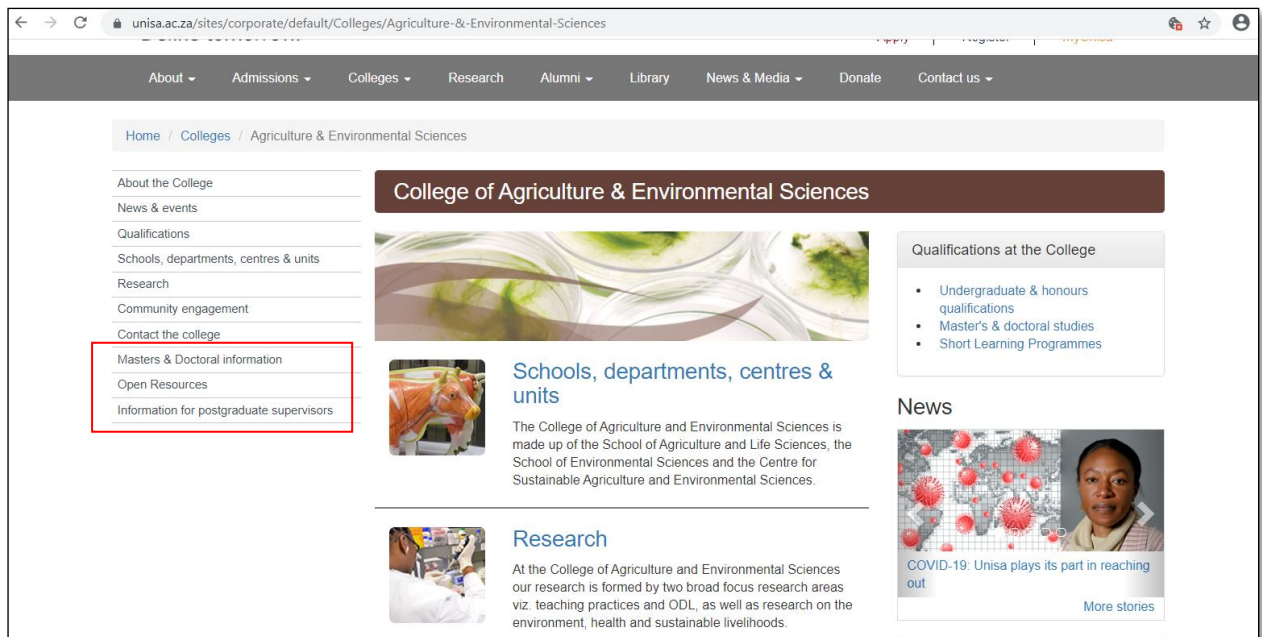 unisa.ac.za/sites/corporate/default/Colleges/Agriculture-&-Environmental-Sciences
About
Admissions
Colleges
Research
Alumni
Library
News & Media
Donate
Contact us
Home / Colleges / Agriculture & Environmental Sciences
About the College
News & events
Qualifications
Schools, departments, centres & units
Research
Community engagement
Contact the college
Masters & Doctoral information
Open Resources
Information for postgraduate supervisors
College of Agriculture & Environmental Sciences
Schools, departments, centres &
units
The College of Agriculture and Environmental Sciences is
made up of the School of Agriculture and Life Sciences, the
School of Environmental Sciences and the Centre for
Sustainable Agriculture and Environmental Sciences.
Research
At the College of Agriculture and Environmental Sciences
our research is formed by two broad focus research areas
viz. teaching practices and ODL, as well as research on the
environment, health and sustainable livelihoods.
Qualifications at the College
Undergraduate & honours
qualifications
Master's & doctoral studies
Short Learning Programmes
News
COVID-19: Unisa plays its part in reaching
out
More stories